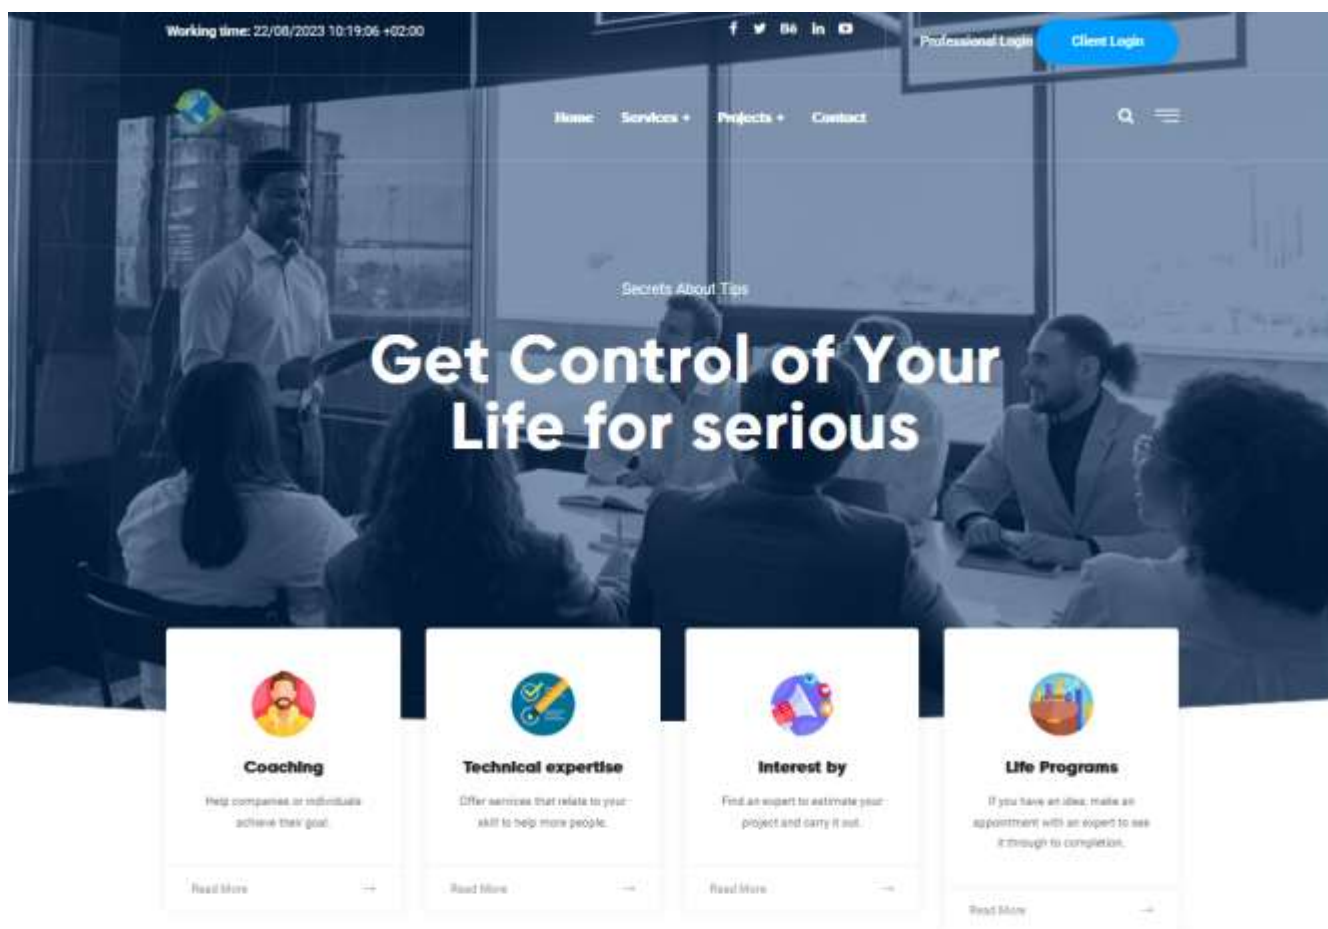 Working time: 22/08/2023 10:19:06 +02:00
Professional Login
Client Login
Home
Services +
Projects +
Contact
Secrets About Tips
Get Control of Your
Life for serious
Coaching
Help companies or individuals
achieve their goal.
Read More
Technical expertise
Offer services that relate to your
skill to help more people.
Read More
Interest by
Find an expert to estimate your
project and carry it out.
Read More
Life Programs
If you have an idea, make an
appointment with an expert to see
it through to completion.
Read More